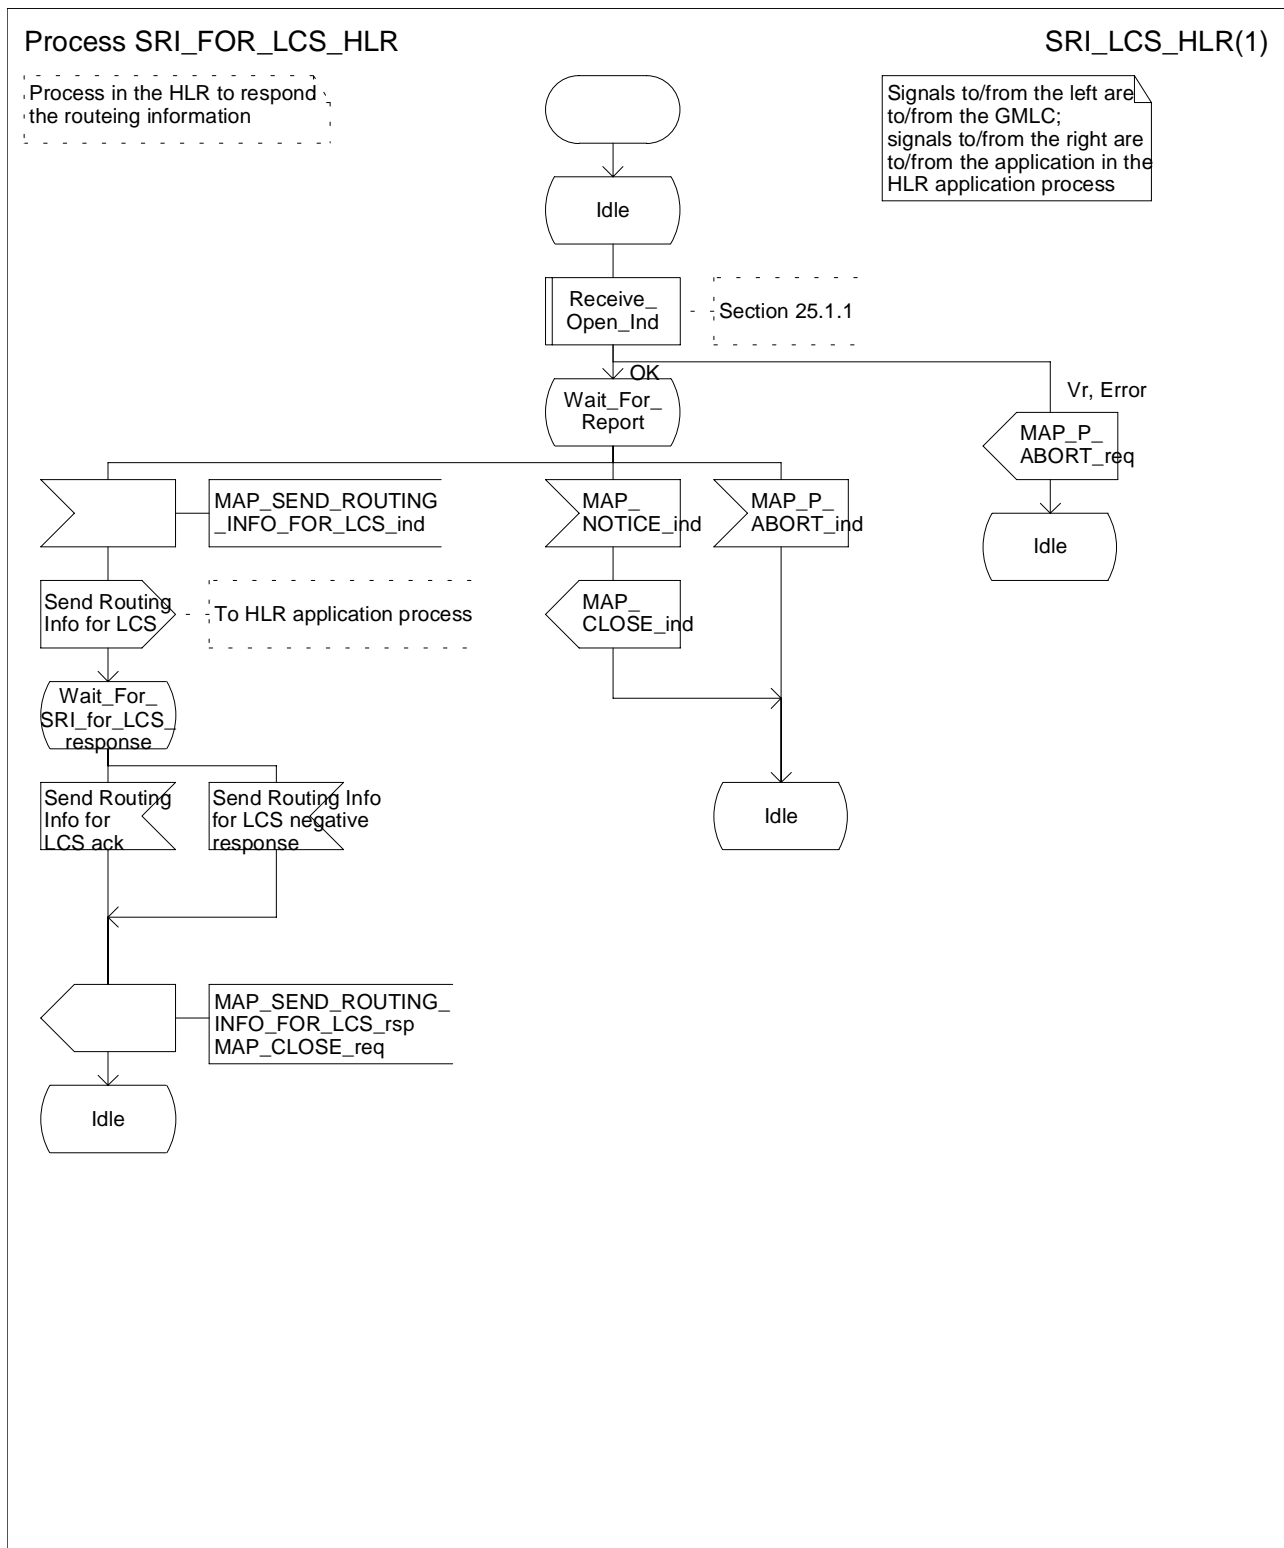 Process SRI_FOR_LCS_HLR
SRI_LCS_HLR(1)
Process in the HLR to respond
the routeing information
Signals to/from the left are
to/from the GMLC;
signals to/from the right are
to/from the application in the
HLR application process
Idle
Receive_
Open_Ind
Section 25.1.1
OK
Vr, Error
Wait_For_
Report
MAP_P_
ABORT_req
Idle
MAP_SEND_ROUTING
_INFO_FOR_LCS_ind
MAP_
NOTICE_ind
MAP_P_
ABORT_ind
Send Routing
Info for LCS
To HLR application process
MAP_
CLOSE_ind
Wait_For_
SRI_for_LCS_
response
Send Routing
Info for
LCS ack
Send Routing Info
for LCS negative
response
Idle
MAP_SEND_ROUTING_
INFO_FOR_LCS_rsp
MAP_CLOSE_req
Idle